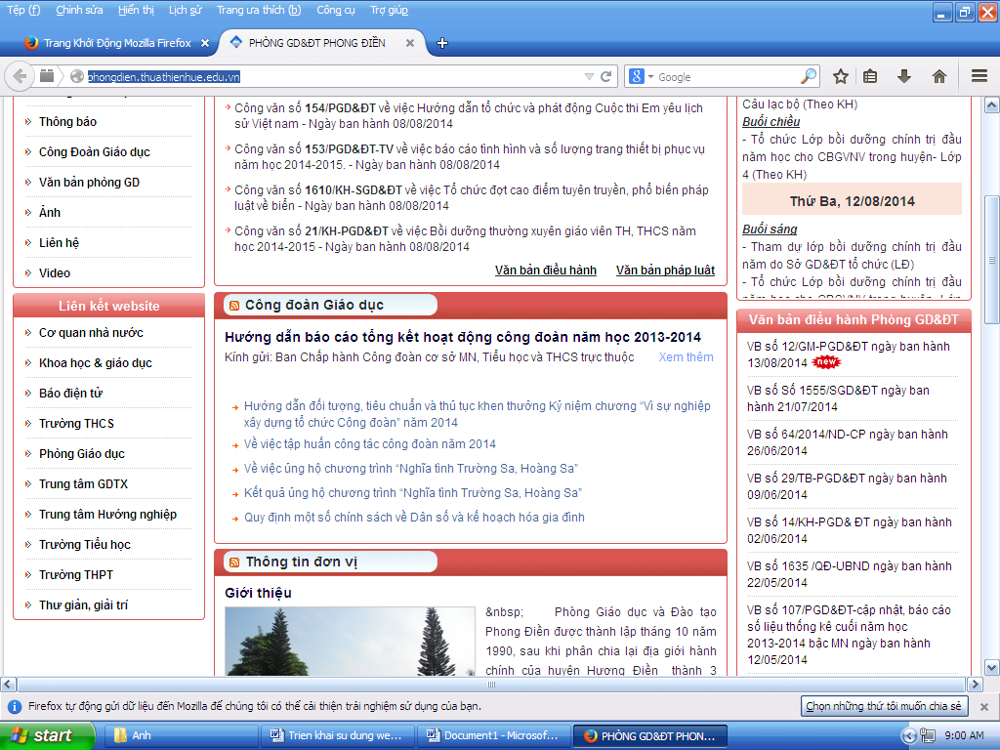 Tệp (f) Chỉnh sửa Hiển thị Lịch sử Trang ưa thích (b) Công cụ Trợ giúp
Trang Khởi Động Mozilla Firefox
PHÒNG GD&ĐT PHONG ĐIỀN
phongdien.thuathienhue.edu.vn
Google
Thông báo
Công Đoàn Giáo dục
Văn bản phòng GD
Ảnh
Liên hệ
Video
Liên kết website
Cơ quan nhà nước
Khoa học & giáo dục
Báo điện tử
Trường THCS
Phòng Giáo dục
Trung tâm GDTX
Trung tâm Hướng nghiệp
Trường Tiểu học
Trường THPT
Thư giản, giải trí
Công văn số 154/PGD&ĐT về việc Hướng dẫn tổ chức và phát động Cuộc thi Em yêu lịch
sử Việt nam - Ngày ban hành 08/08/2014
Công văn số 153/PGD&ĐT-TV về việc báo cáo tình hình và số lượng trang thiết bị phục vụ
năm học 2014-2015. - Ngày ban hành 08/08/2014
Công văn số 1610/KH-SGD&ĐT về việc Tổ chức đợt cao điểm tuyên truyền, phổ biến pháp
luật về biển - Ngày ban hành 08/08/2014
Công văn số 21/KH-PGD&ĐT về việc Bồi dưỡng thường xuyên giáo viên TH, THCS năm
học 2014-2015 - Ngày ban hành 08/08/2014
Văn bản điều hành Văn bản pháp luật
Công đoàn Giáo dục
Hướng dẫn báo cáo tổng kết hoạt động công đoàn năm học 2013-2014
Kính gửi: Ban Chấp hành Công đoàn cơ sở MN, Tiểu học và THCS trực thuộc Xem thêm
Hướng dẫn đối tượng, tiêu chuẩn và thủ tục khen thưởng Kỷ niệm chương “Vì sự nghiệp
xây dựng tổ chức Công đoàn” năm 2014
Về việc tập huấn công tác công đoàn năm 2014
Về việc ủng hộ chương trình “Nghĩa tình Trường Sa, Hoàng Sa”
Kết quả ủng hộ chương trình “Nghĩa tình Trường Sa, Hoàng Sa”
Quy định một số chính sách về Dân số và kế hoạch hóa gia đình
Thông tin đơn vị
Giới thiệu
&nbsp; Phòng Giáo dục và Đào tạo
Phong Điền được thành lập tháng 10 năm
1990, sau khi phân chia lại địa giới hành
chính của huyện Hương Điền thành 3
Câu lạc bộ (Theo KH)
Buổi chiều
- Tổ chức Lớp bồi dưỡng chính trị đầu
năm học cho CBGVNV trong huyện- Lớp
4 (Theo KH)
Thứ Ba, 12/08/2014
Buổi sáng
- Tham dự lớp bồi dưỡng chính trị đầu
năm do Sở GD&ĐT tổ chức (LĐ)
- Tổ chức Lớp bồi dưỡng chính trị đầu
năm học cho CBGVNV trong huyện- Lớp
Văn bản điều hành Phòng GD&ĐT
VB số 12/GM-PGD&ĐT ngày ban hành
13/08/2014 new
VB số Số 1555/SGD&ĐT ngày ban
hành 21/07/2014
VB số 64/2014/ND-CP ngày ban hành
26/06/2014
VB số 29/TB-PGD&ĐT ngày ban hành
09/06/2014
VB số 14/KH-PGD& ĐT ngày ban hành
02/06/2014
VB số 1635 /QĐ-UBND ngày ban hành
22/05/2014
VB số 107/PGD&ĐT-cập nhật, báo cáo
số liệu thống kê cuối năm học
2013-2014 bậc MN ngày ban hành
12/05/2014
Firefox tự động gửi dữ liệu đến Mozilla để chúng tôi có thể cải thiện trải nghiệm sử dụng của bạn.
Chọn những thứ tôi muốn chia sẻ
start
Anh
Trien khai su dung we...
Document1 - Microsof...
PHÒNG GD&ĐT PHON...
9:00 AM